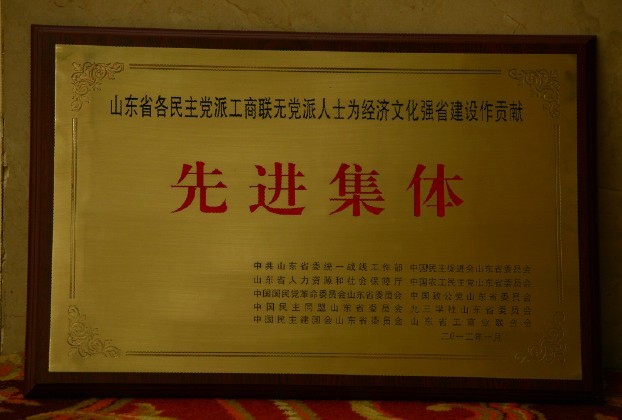 山东省各民主党派工商联无党派人士为经济文化强省建设作贡献
先进集体
中共山东省委统一战线工作部 中国民主促进会山东省委员会
山东省人力资源和社会保障厅 中国农工民主党山东省委员会
中国国民党革命委员会山东省委员会 中国致公党山东省委员会
中国民主同盟山东省委员会 九三学社山东省委员会
中国民主建国会山东省委员会 山东省工商业联合会
二〇一二年一月